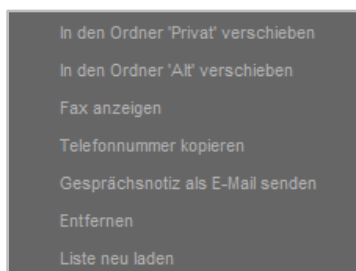 In den Ordner 'Privat' verschieben
In den Ordner 'Alt' verschieben
Fax anzeigen
Telefonnummer kopieren
Gesprächsnotiz als E-Mail senden
Entfernen
Liste neu laden